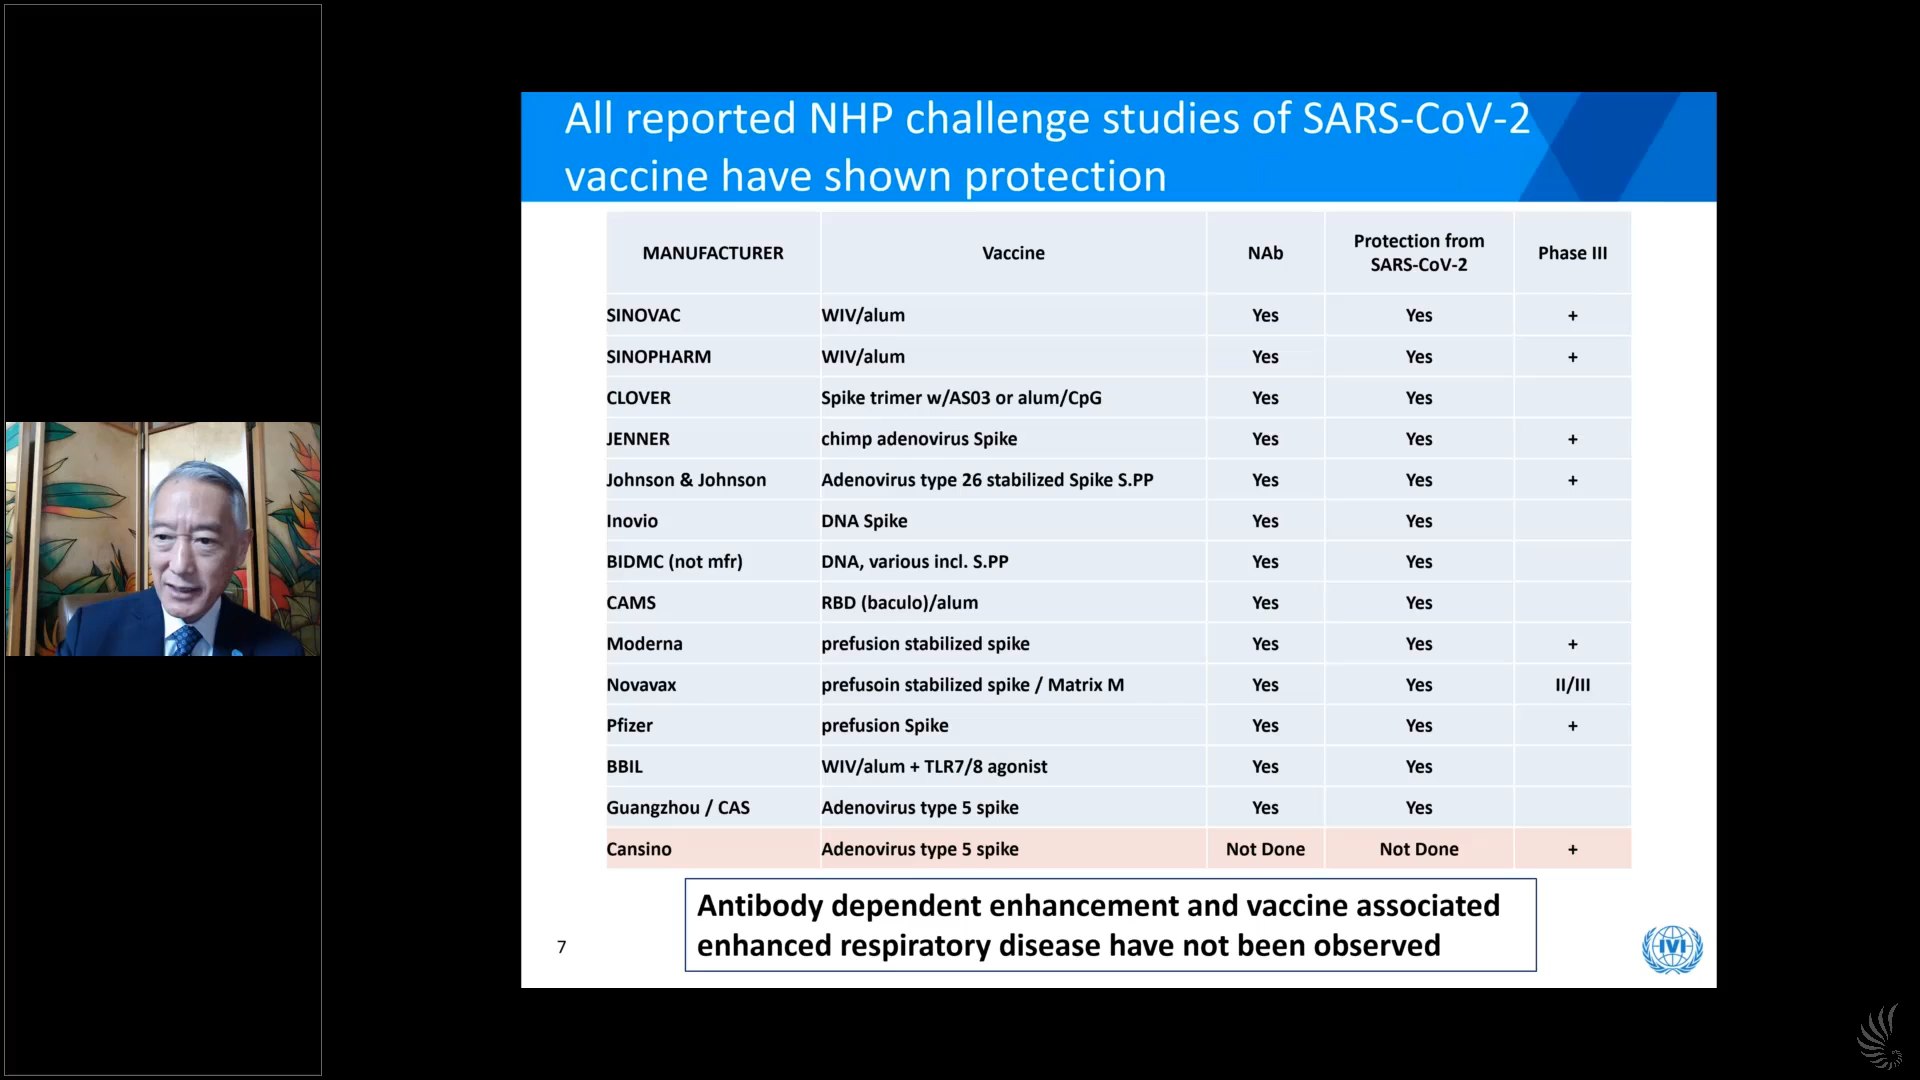 All reported NHP challenge studies of SARS-CoV-2
vaccine have shown protection
MANUFACTURER Vaccine NAb Protection from SARS-CoV-2 Phase III
SINOVAC WIV/alum Yes Yes +
SINOPHARM WIV/alum Yes Yes +
CLOVER Spike trimer w/AS03 or alum/CpG Yes Yes
JENNER chimp adenovirus Spike Yes Yes +
Johnson & Johnson Adenovirus type 26 stabilized Spike S.PP Yes Yes +
Inovio DNA Spike Yes Yes
BIDMC (not mfr) DNA, various incl. S.PP Yes Yes
CAMS RBD (baculo)/alum Yes Yes
Moderna prefusion stabilized spike Yes Yes +
Novavax prefusoin stabilized spike / Matrix M Yes Yes II/III
Pfizer prefusion Spike Yes Yes +
BBIL WIV/alum + TLR7/8 agonist Yes Yes
Guangzhou / CAS Adenovirus type 5 spike Yes Yes
Cansino Adenovirus type 5 spike Not Done Not Done +
Antibody dependent enhancement and vaccine associated
enhanced respiratory disease have not been observed
7
IVI